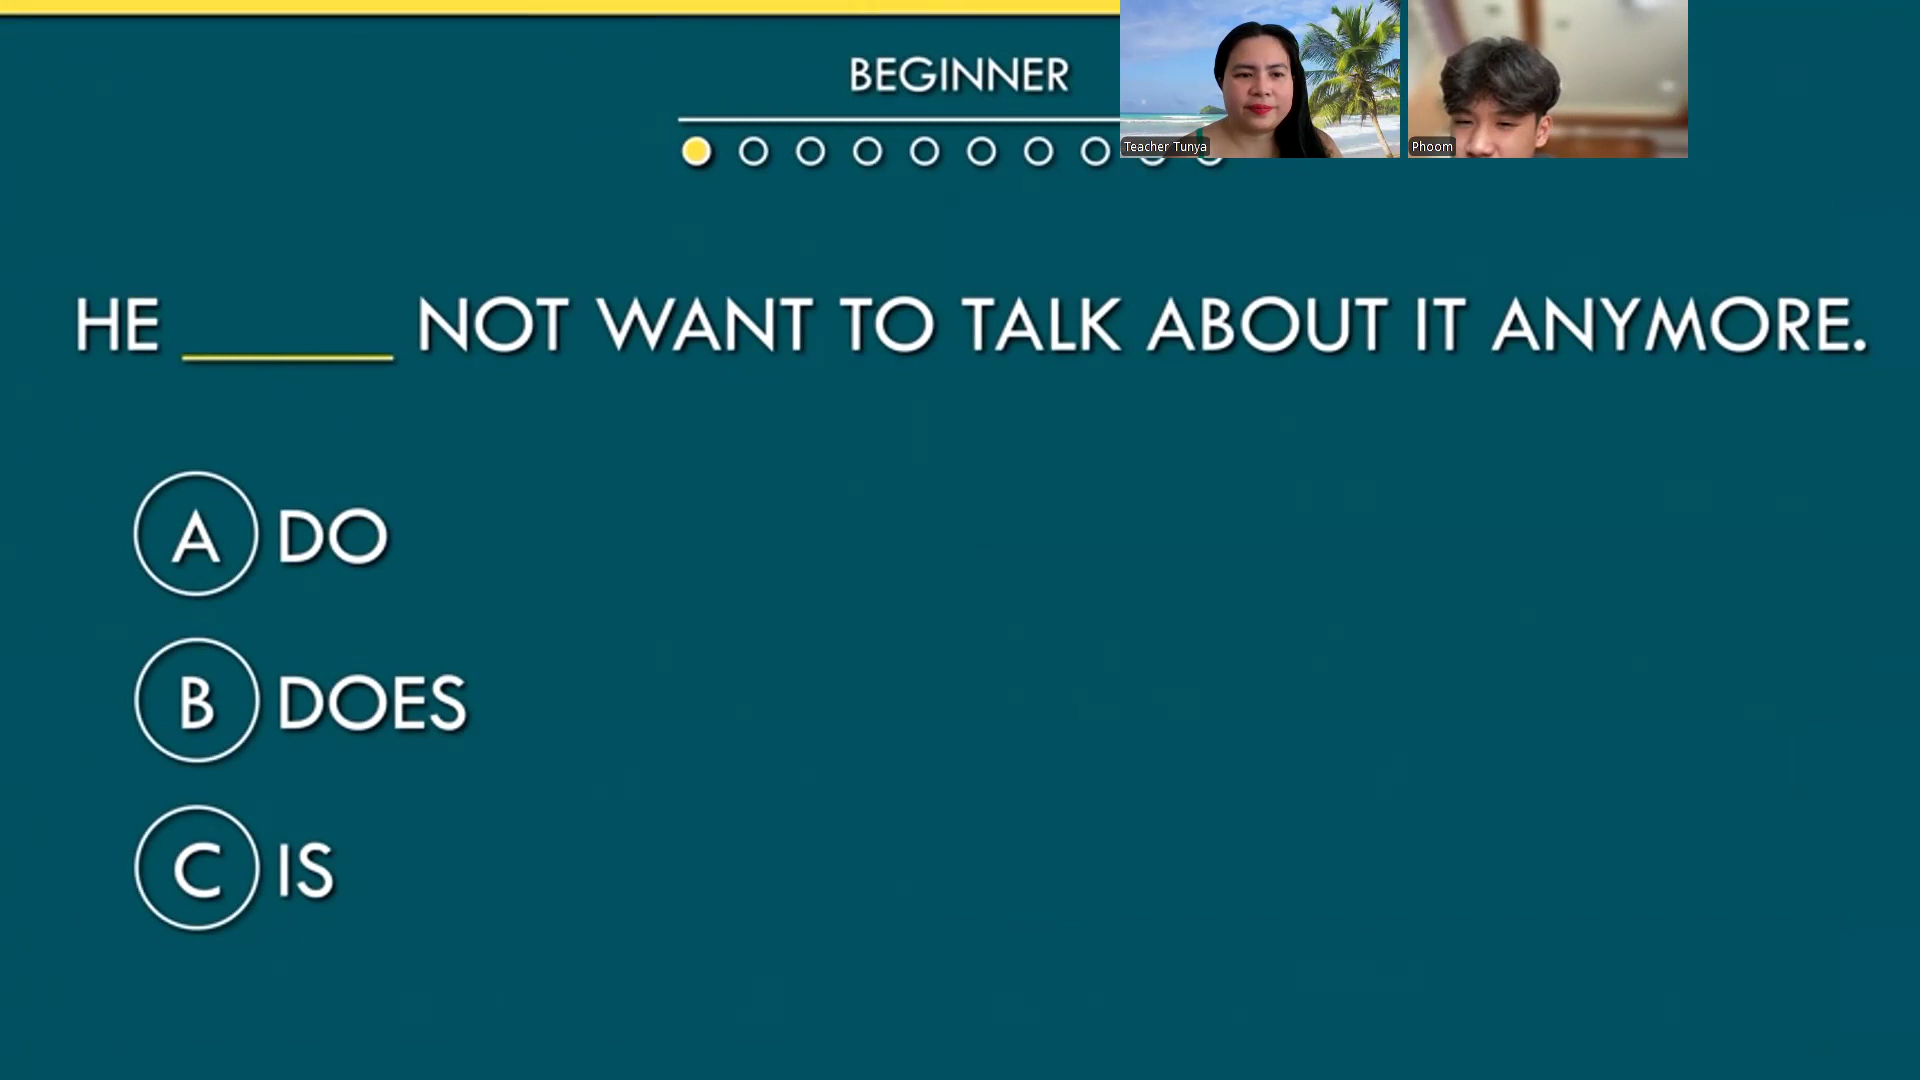 BEGINNER
Teacher Tunya
Phoom
HE ______ NOT WANT TO TALK ABOUT IT ANYMORE.
A DO
B DOES
C IS